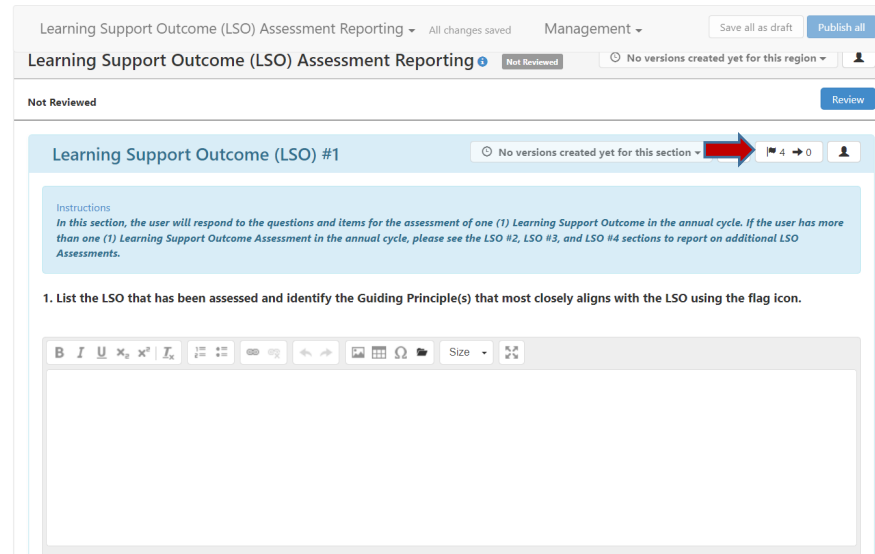 Learning Support Outcome (LSO) Assessment Reporting All changes saved Management Save all as draft Publish all
Learning Support Outcome (LSO) Assessment Reporting Not Reviewed No versions created yet for this region
Not Reviewed Review
Learning Support Outcome (LSO) #1 No versions created yet for this section 4 → 0
Instructions
In this section, the user will respond to the questions and items for the assessment of one (1) Learning Support Outcome in the annual cycle. If the user has more
than one (1) Learning Support Outcome Assessment in the annual cycle, please see the LSO #2, LSO #3, and LSO #4 sections to report on additional LSO
Assessments.
1. List the LSO that has been assessed and identify the Guiding Principle(s) that most closely aligns with the LSO using the flag icon.
B I U ×₂ ×² Tx Ω Size